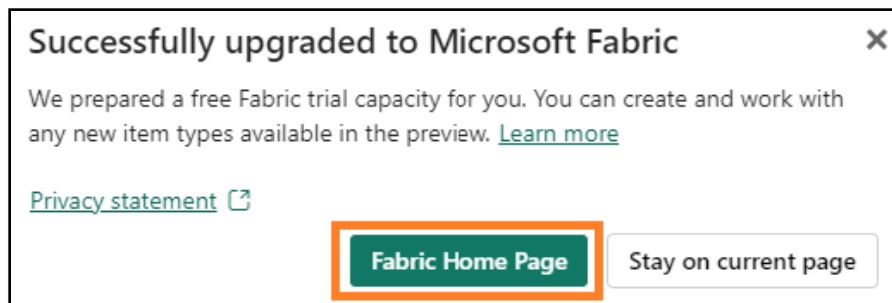 Successfully upgraded to Microsoft Fabric
We prepared a free Fabric trial capacity for you. You can create and work with
any new item types available in the preview. Learn more
Privacy statement
Fabric Home Page Stay on current page